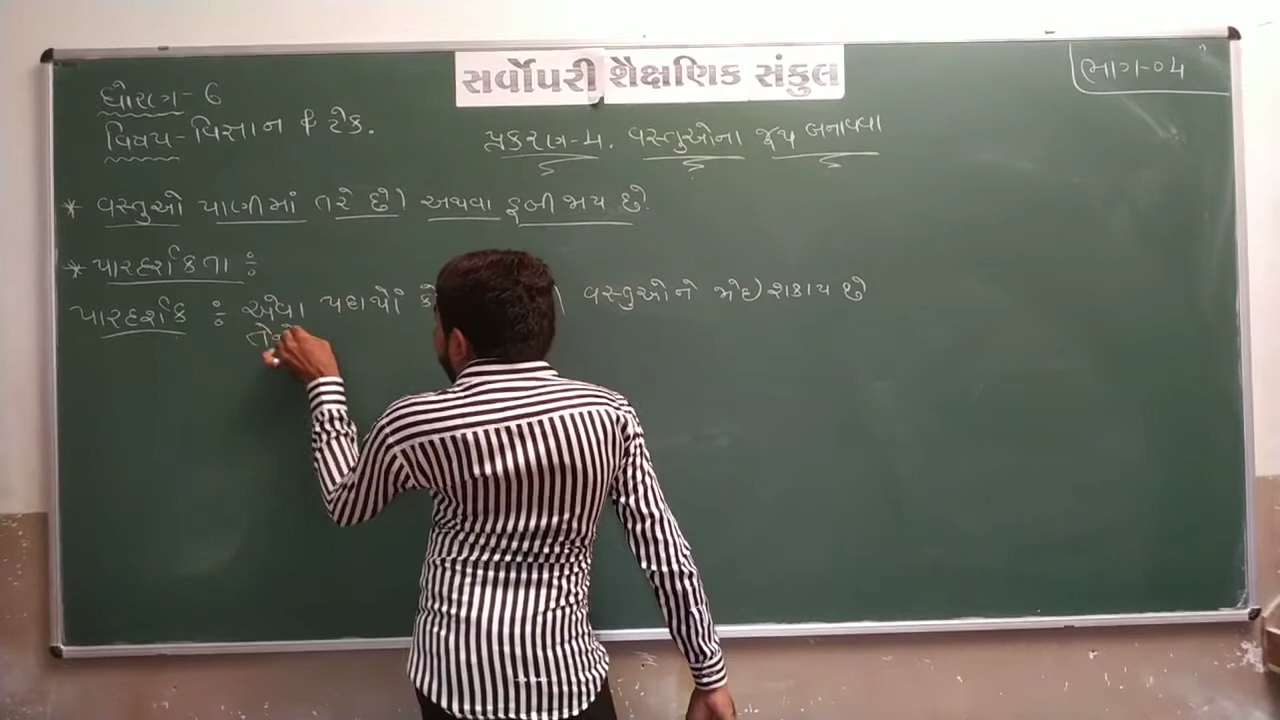 સર્વોપરી શૈક્ષણિક સંકુલ
ભાગ-૦૪
ધોરણ-6
વિષય-વિજ્ઞાન & ટેક.
પ્રકરણ-4. વસ્તુઓના જૂથ બનાવવા
* વસ્તુઓ પાણીમાં તરે છે। અથવા ડૂબી જાય છે.
* પારદર્શકતા :
પારદર્શક : એવા પદાર્થો વસ્તુઓને જોઇ શકાય છે